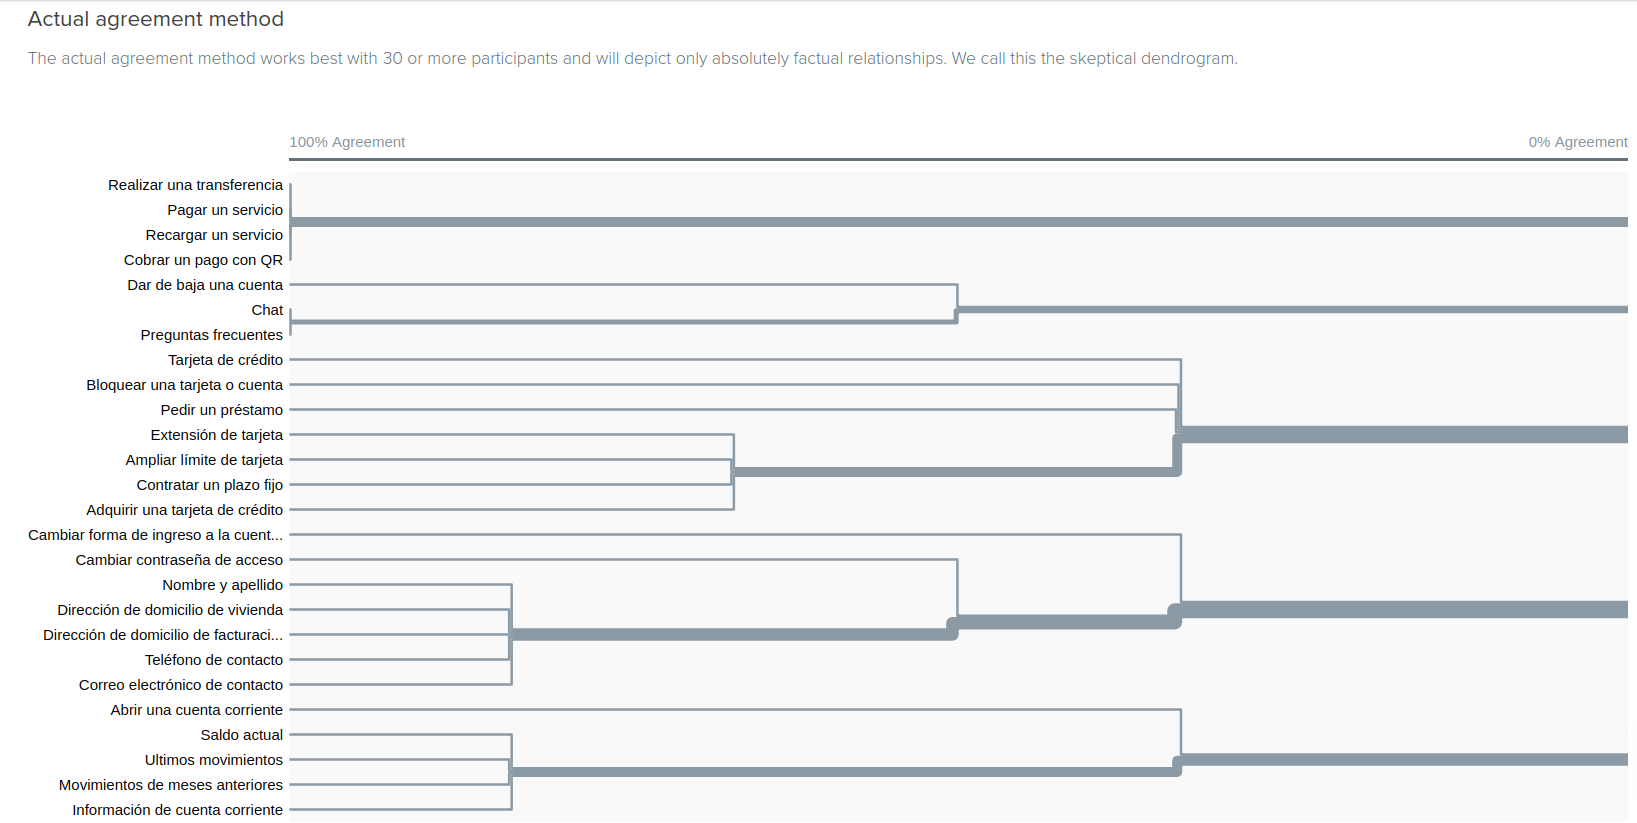 Actual agreement method
The actual agreement method works best with 30 or more participants and will depict only absolutely factual relationships. We call this the skeptical dendrogram.
100% Agreement
0% Agreement
Realizar una transferencia
Pagar un servicio
Recargar un servicio
Cobrar un pago con QR
Dar de baja una cuenta
Chat
Preguntas frecuentes
Tarjeta de crédito
Bloquear una tarjeta o cuenta
Pedir un préstamo
Extensión de tarjeta
Ampliar límite de tarjeta
Contratar un plazo fijo
Adquirir una tarjeta de crédito
Cambiar forma de ingreso a la cuent...
Cambiar contraseña de acceso
Nombre y apellido
Dirección de domicilio de vivienda
Dirección de domicilio de facturaci...
Teléfono de contacto
Correo electrónico de contacto
Abrir una cuenta corriente
Saldo actual
Ultimos movimientos
Movimientos de meses anteriores
Información de cuenta corriente